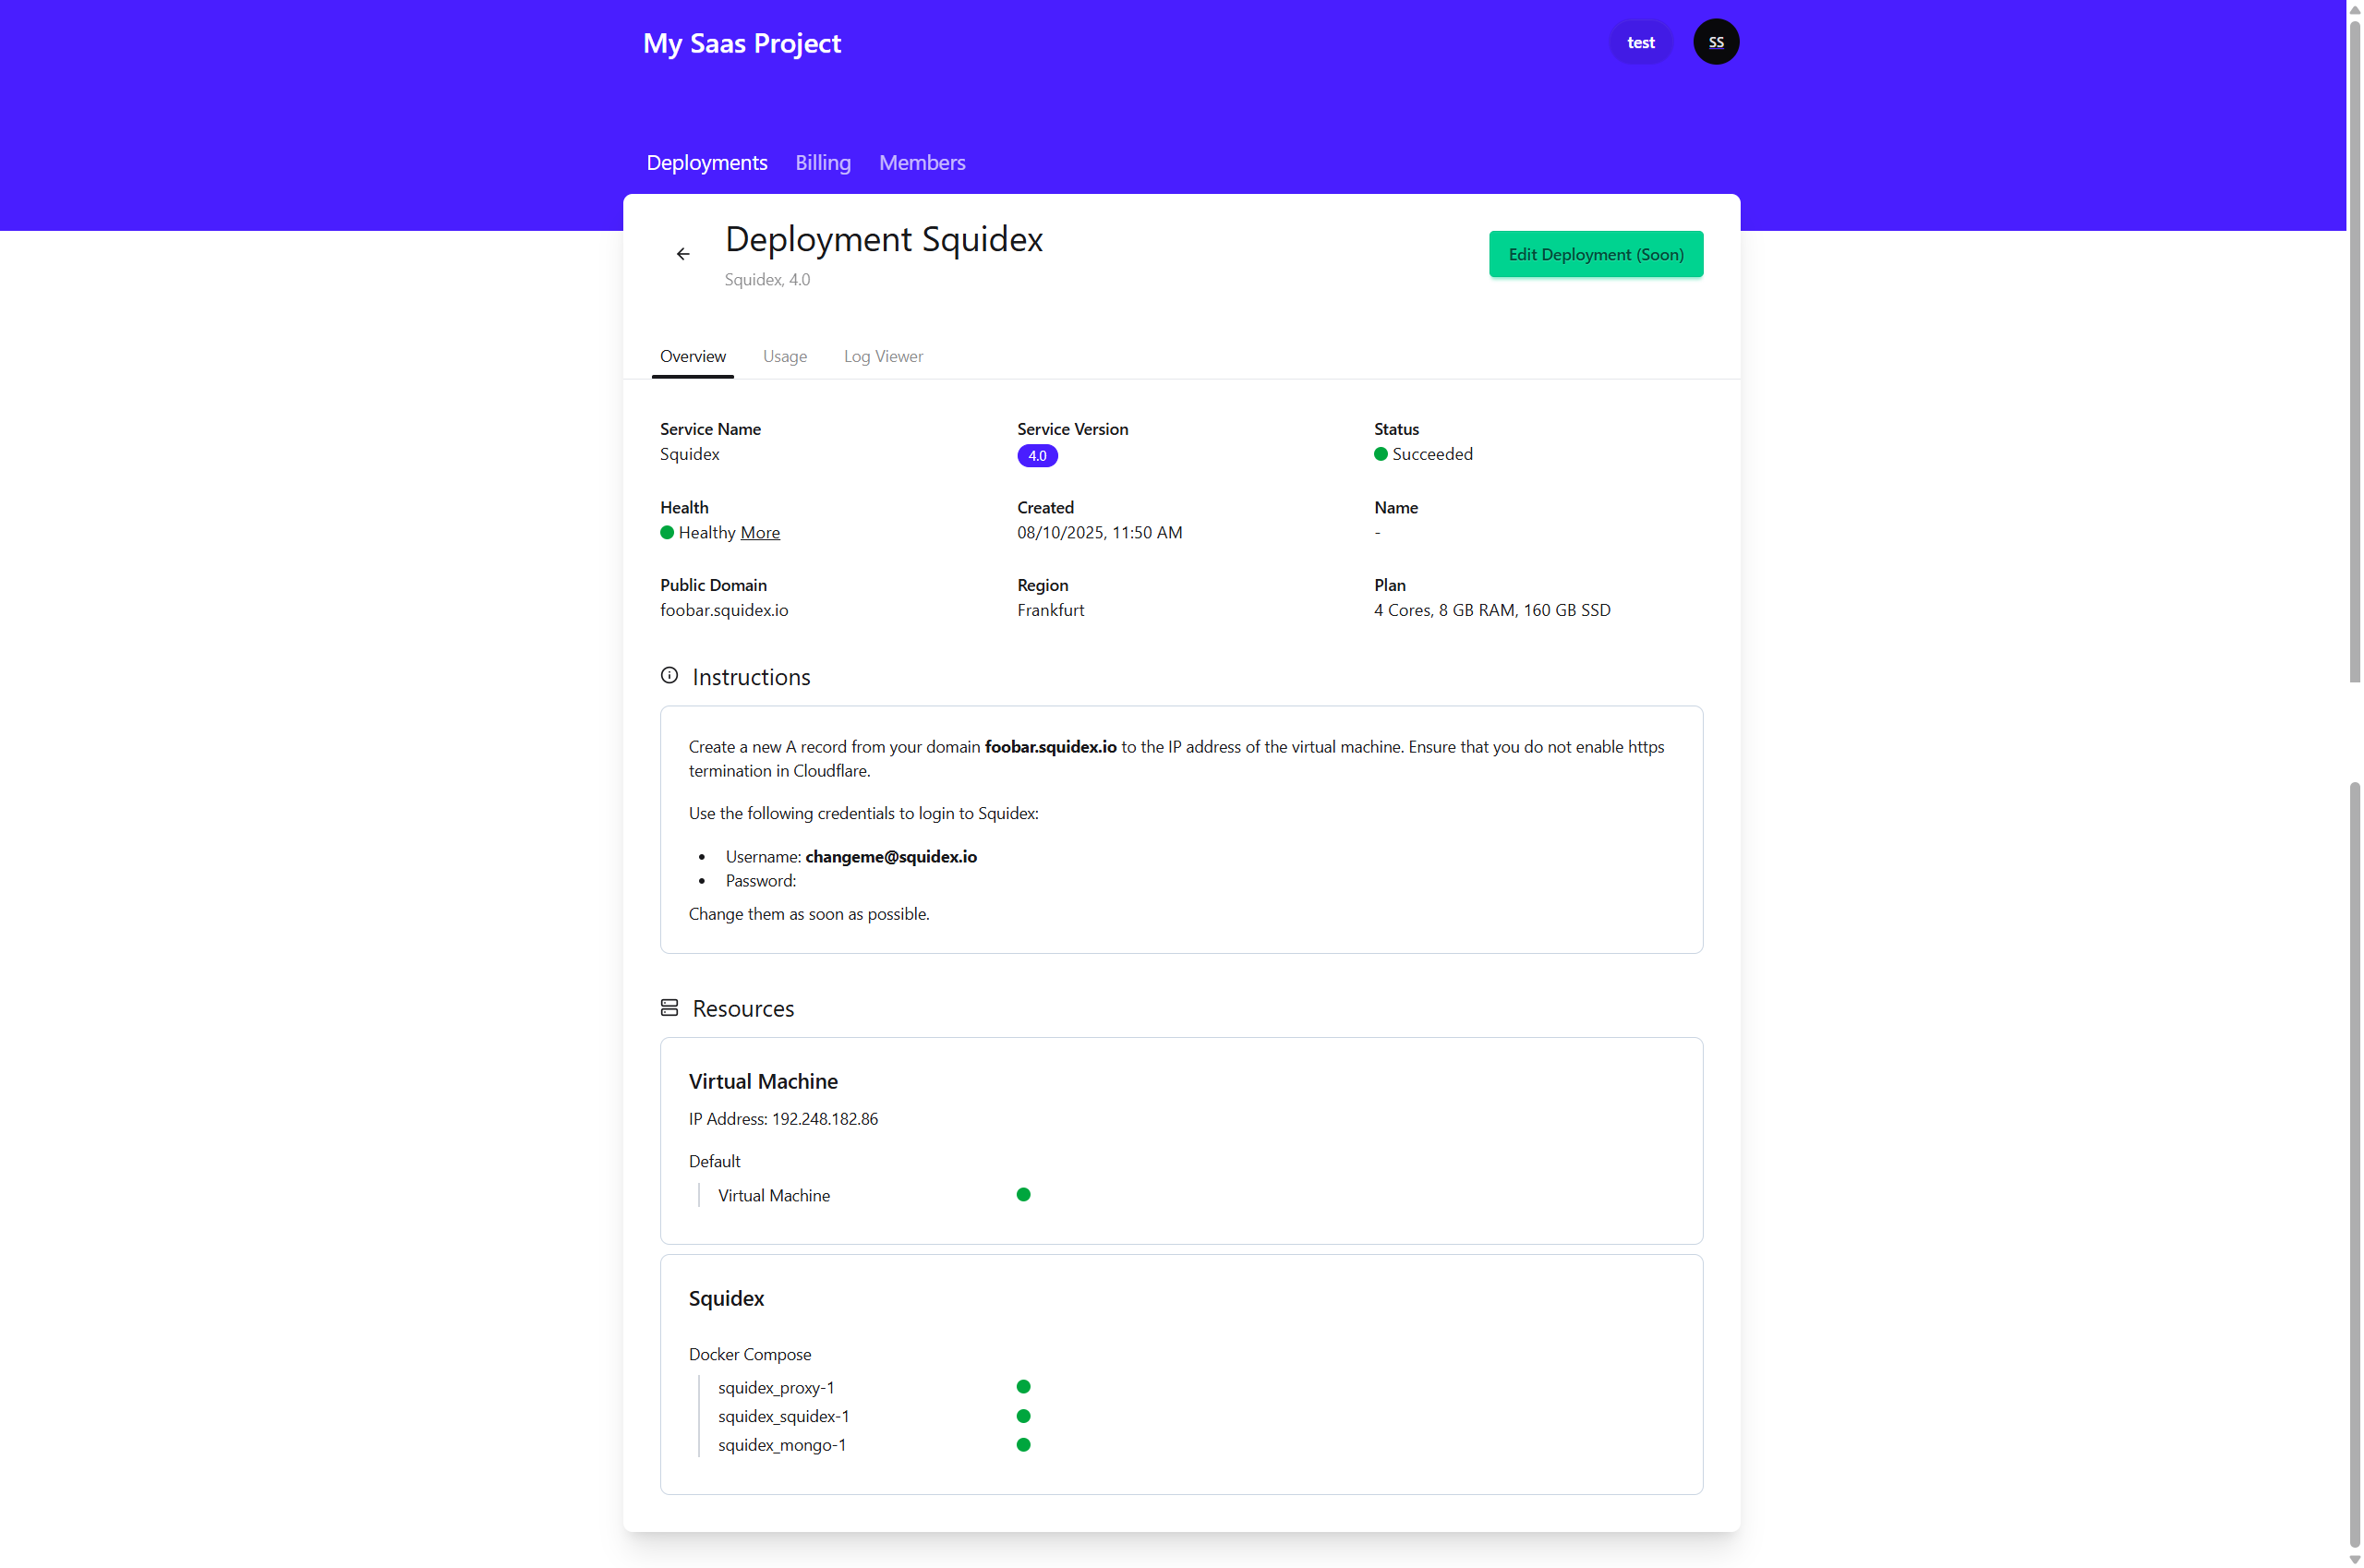 My Saas Project
test
SS
Deployments Billing Members
Deployment Squidex
Squidex, 4.0
Edit Deployment (Soon)
Overview Usage Log Viewer
Service Name
Squidex
Service Version
4.0
Status
Succeeded
Health
Healthy More
Created
08/10/2025, 11:50 AM
Name
-
Public Domain
foobar.squidex.io
Region
Frankfurt
Plan
4 Cores, 8 GB RAM, 160 GB SSD
Instructions
Create a new A record from your domain foobar.squidex.io to the IP address of the virtual machine. Ensure that you do not enable https
termination in Cloudflare.
Use the following credentials to login to Squidex:
• Username: changeme@squidex.io
• Password:
Change them as soon as possible.
Resources
Virtual Machine
IP Address: 192.248.182.86
Default
Virtual Machine
Squidex
Docker Compose
squidex_proxy-1
squidex_squidex-1
squidex_mongo-1